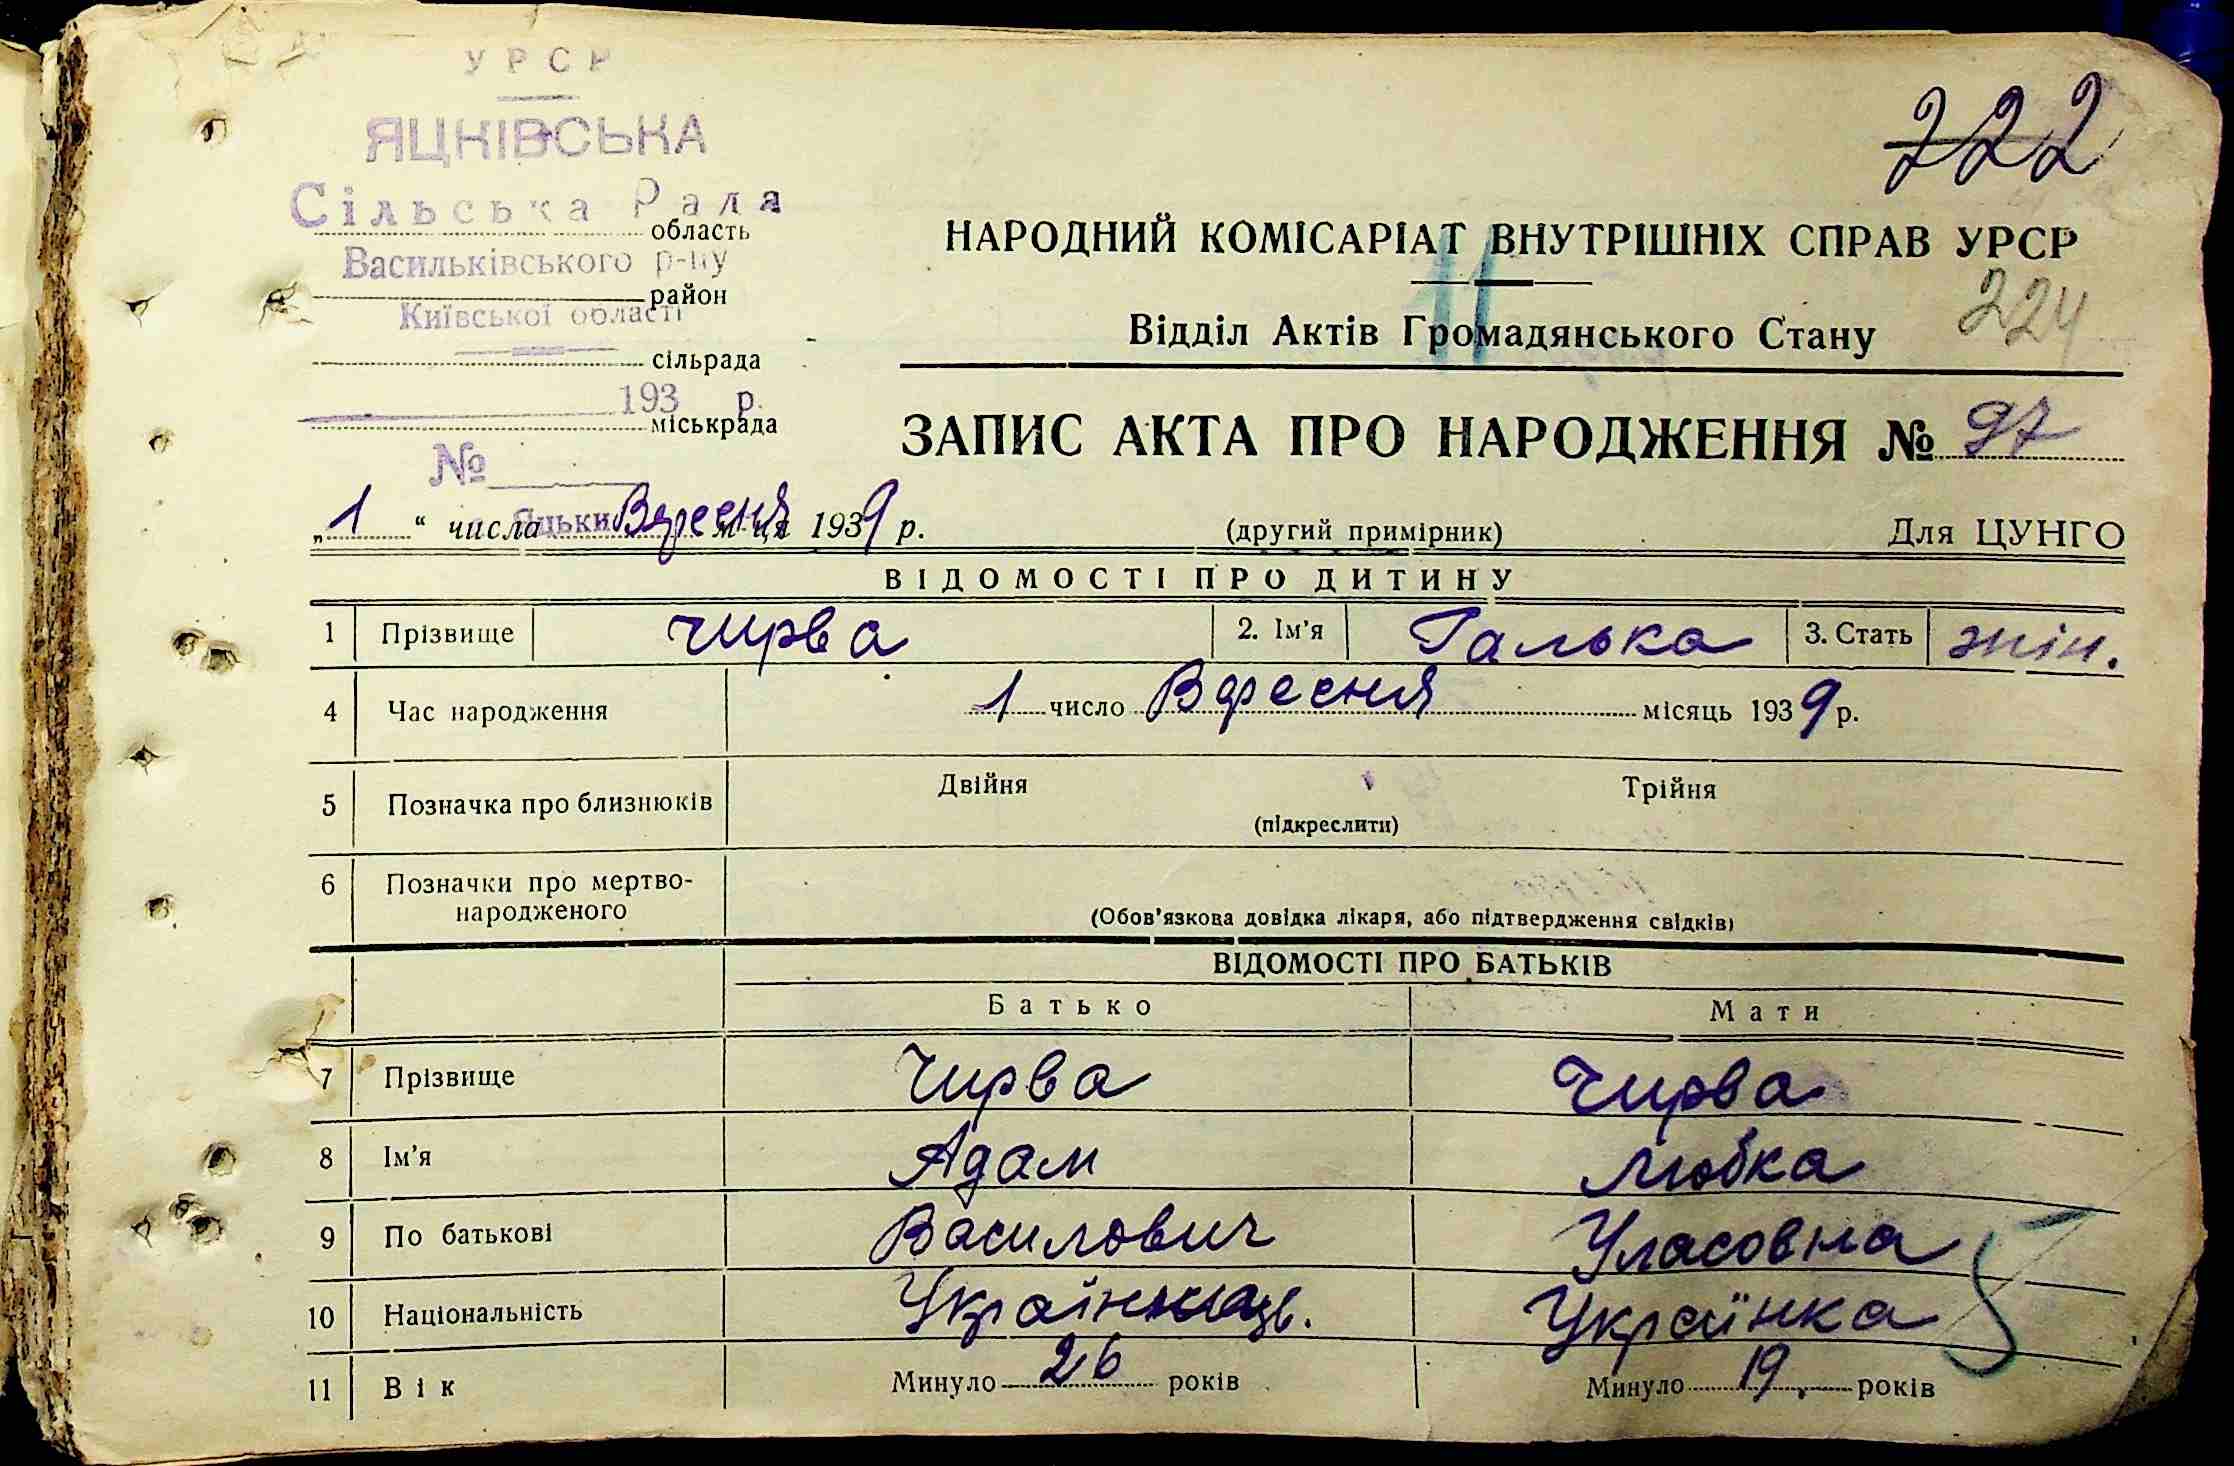 УРСР
ЯЦКІВСЬКА
Сільська Рада
область
Васильківського р-ну
район
Київської області
сільрада
193 р.
міськрада
№
722
НАРОДНИЙ КОМІСАРІАТ ВНУТРІШНІХ СПРАВ УРСР
11
224
Відділ Актів Громадянського Стану
ЗАПИС АКТА ПРО НАРОДЖЕННЯ № 97
„1“ числа Яцьки Вересня м-ця 1939 р. (другий примірник) Для ЦУНГО
ВІДОМОСТІ ПРО ДИТИНУ
1 Прізвище Чирва 2. Ім'я Галька 3. Стать жін.
4 Час народження 1 число Вересня місяць 1939 р.
5 Позначка про близнюків Двійня Трійня
(підкреслити)
6 Позначки про мертво-
народженого
(Обов'язкова довідка лікаря, або підтвердження свідків)
ВІДОМОСТІ ПРО БАТЬКІВ
Батько Мати
7 Прізвище Чирва Чирва
8 Ім'я Адам Любка
9 По батькові Василович Уласовна
5
10 Національність Українець. Українка
11 Вік Минуло 26 років Минуло 19 років